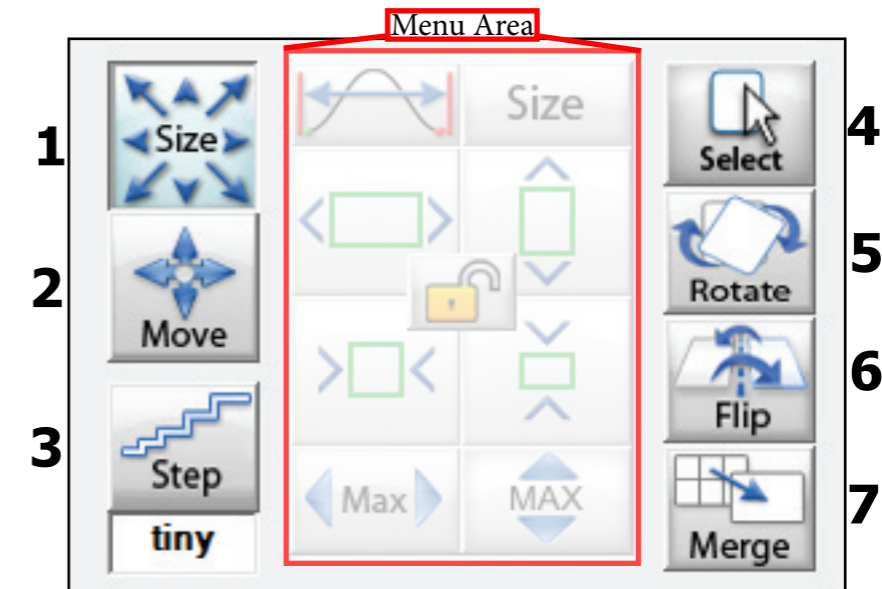 Menu Area
1
Size
2
Move
3
Step
tiny
Size
Max
MAX
4
Select
5
Rotate
6
Flip
7
Merge